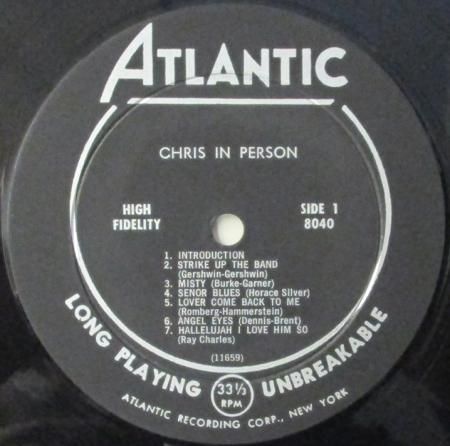 ATLANTIC
CHRIS IN PERSON
HIGH
FIDELITY
SIDE 1
8040
1. INTRODUCTION
2. STRIKE UP THE BAND
(Gershwin-Gershwin)
3. MISTY (Burke-Garner)
4. SENOR BLUES (Horace Silver)
5. LOVER COME BACK TO ME
(Romberg-Hammerstein)
6. ANGEL EYES (Dennis-Brent)
7. HALLELUJAH I LOVE HIM SO
(Ray Charles)
(11659)
LONG PLAYING 33⅓ RPM UNBREAKABLE
ATLANTIC RECORDING CORP., NEW YORK